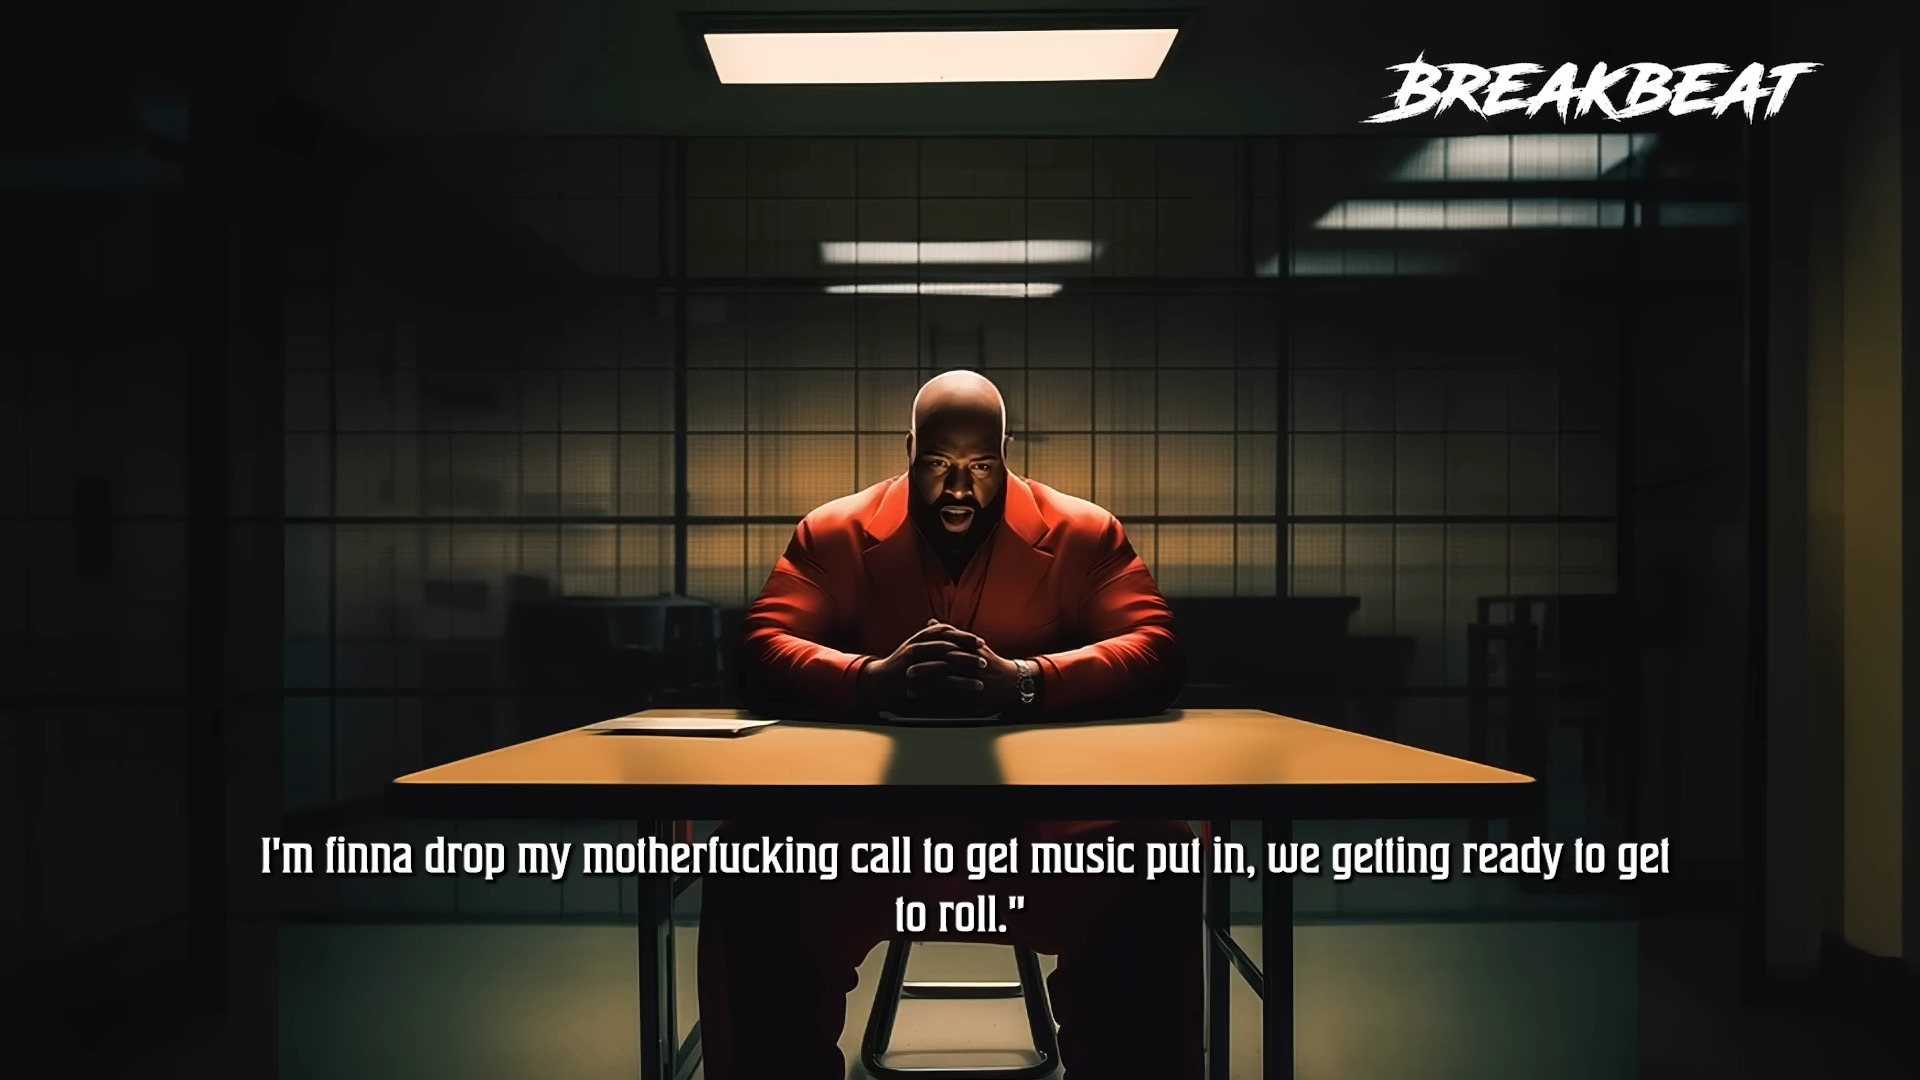 BREAKBEAT
I'm finna drop my motherfucking call to get music put in, we getting ready to get
to roll."